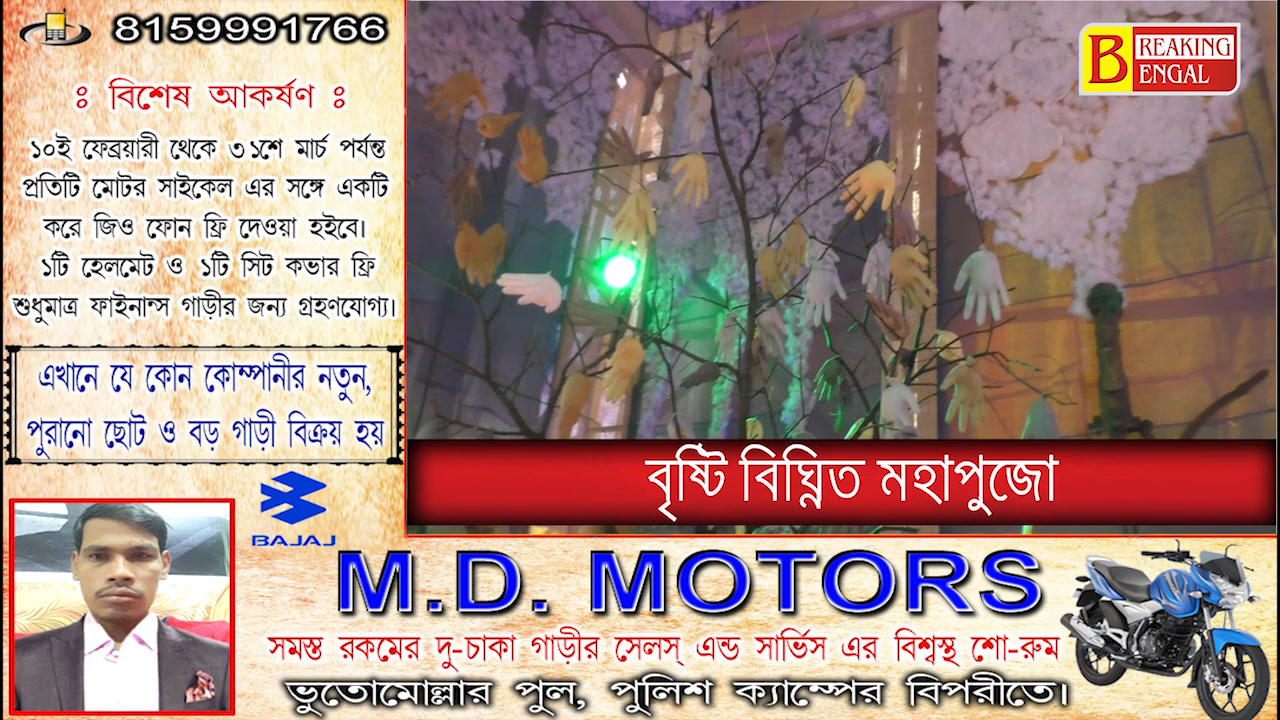 8159991766
ঃ বিশেষ আকর্ষণ ঃ
১০ই ফেব্রয়ারী থেকে ৩১শে মার্চ পর্যন্ত
প্রতিটি মোটর সাইকেল এর সঙ্গে একটি
করে জিও ফোন ফ্রি দেওয়া হইবে।
১টি হেলমেট ও ১টি সিট কভার ফ্রি
শুধুমাত্র ফাইনান্স গাড়ীর জন্য গ্রহণযোগ্য।
এখানে যে কোন কোম্পানীর নতুন,
পুরানো ছোট ও বড় গাড়ী বিক্রয় হয়
BREAKING
BENGAL
বৃষ্টি বিঘ্নিত মহাপুজো
BAJAJ
M.D. MOTORS
সমস্ত রকমের দু-চাকা গাড়ীর সেলস্ এন্ড সার্ভিস এর বিশ্বস্থ শো-রুম
ভুতোমোল্লার পুল, পুলিশ ক্যাম্পের বিপরীতে।